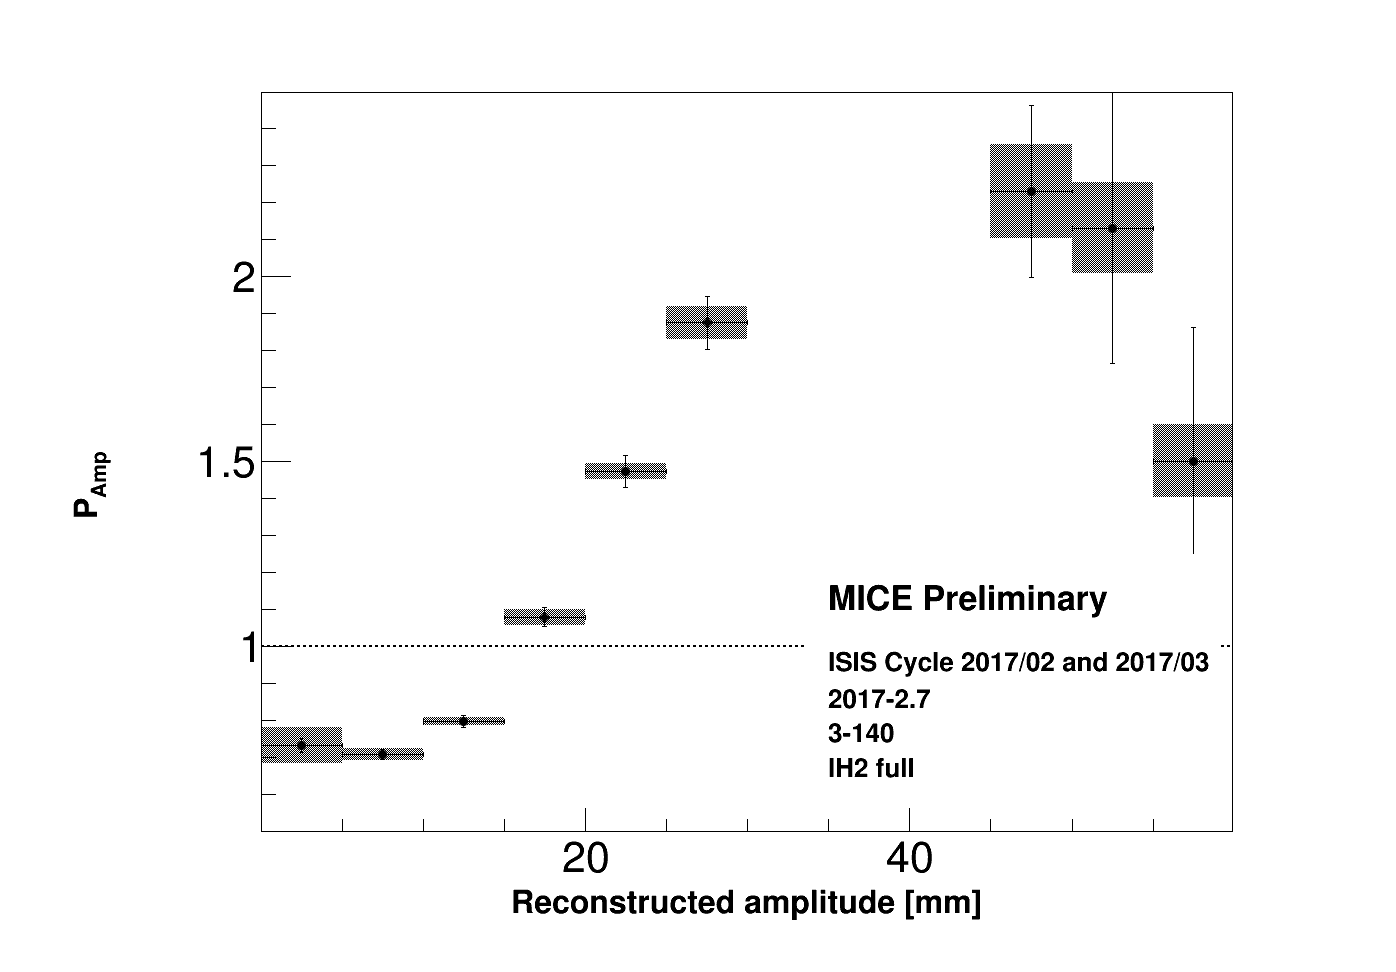 2
1.5
1
P_Amp
MICE Preliminary
ISIS Cycle 2017/02 and 2017/03
2017-2.7
3-140
IH2 full
20 40
Reconstructed amplitude [mm]